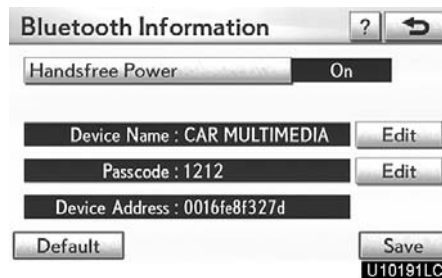 Bluetooth Information ?
Handsfree Power On
Device Name : CAR MULTIMEDIA Edit
Passcode : 1212 Edit
Device Address : 0016fe8f327d
Default Save
U10191LC